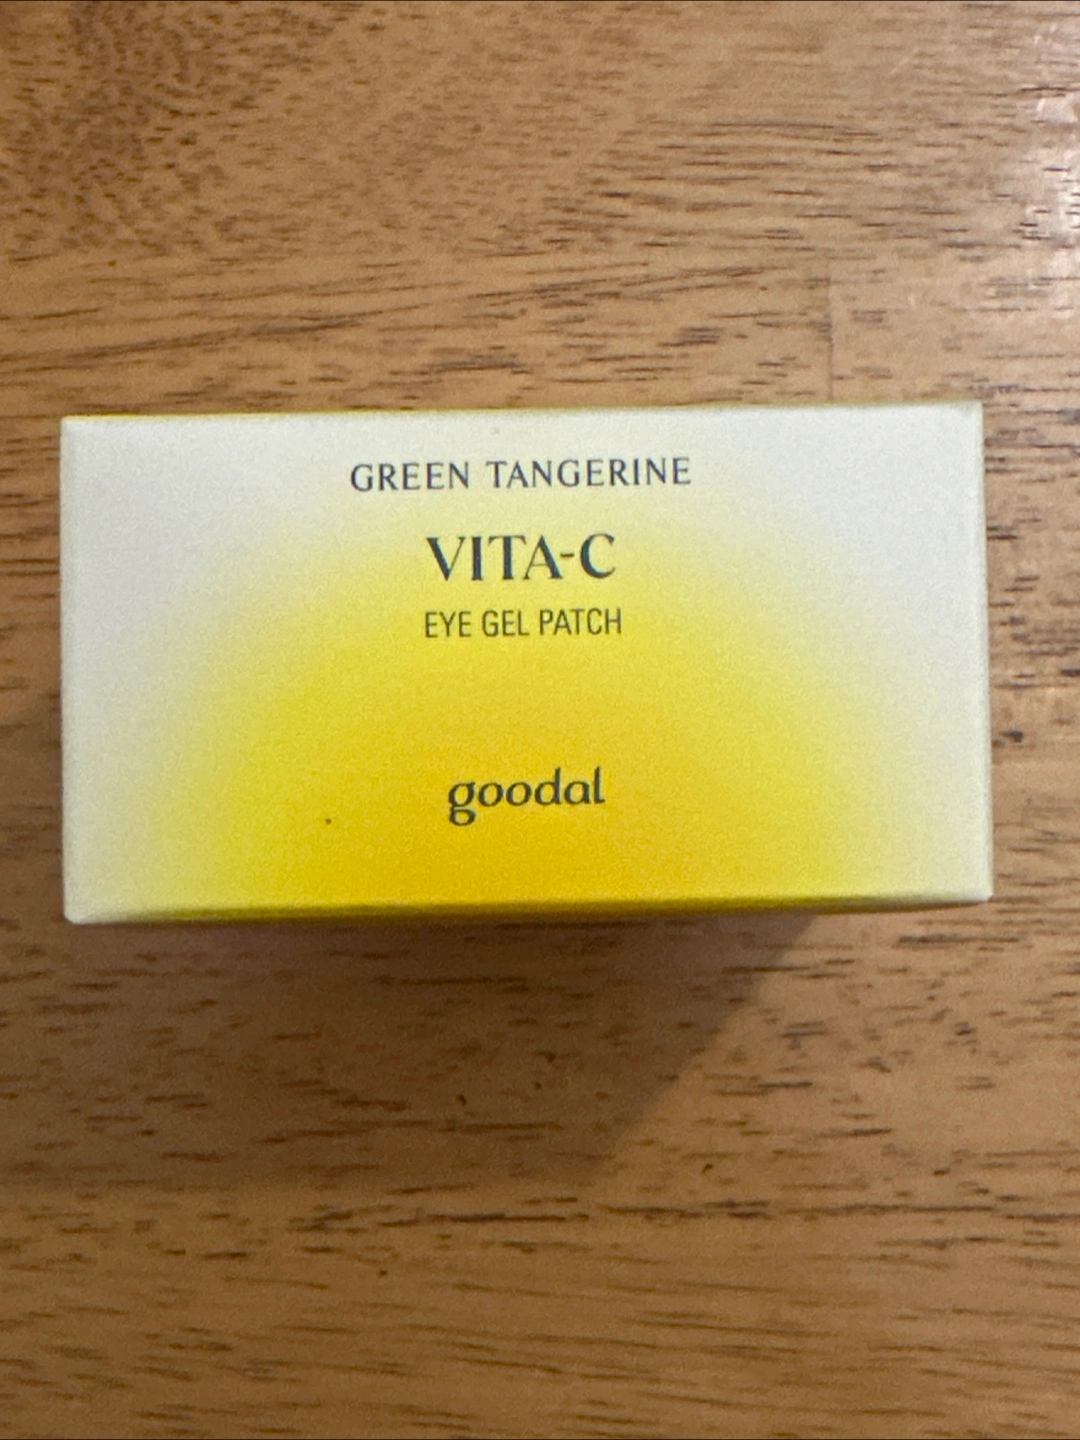 GREEN TANGERINE
VITA-C
EYE GEL PATCH
goodal